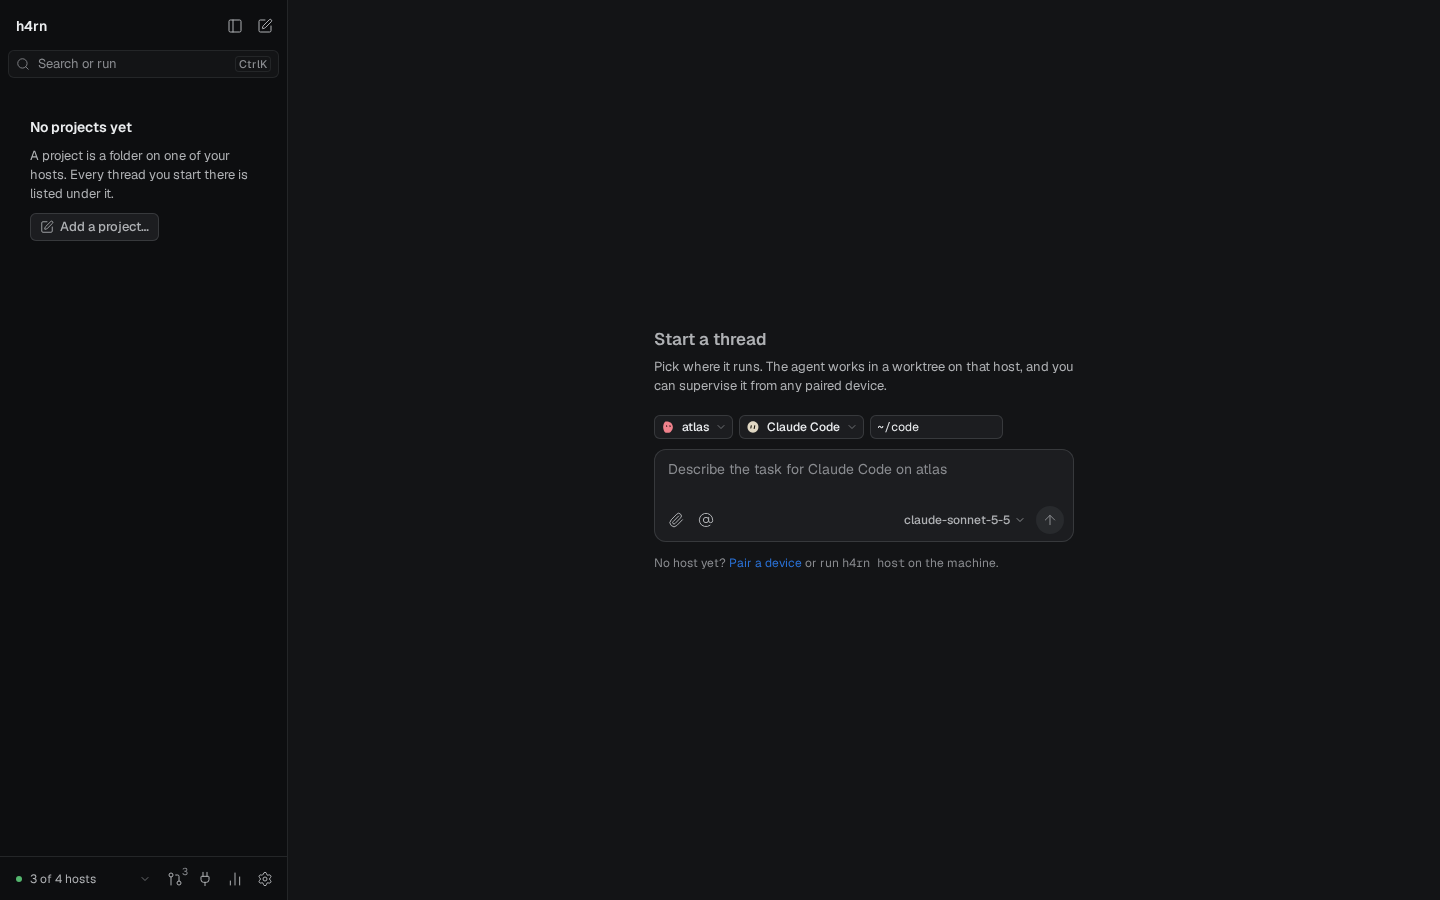 h4rn
Search or run
CtrlK
No projects yet
A project is a folder on one of your
hosts. Every thread you start there is
listed under it.
Add a project…
Start a thread
Pick where it runs. The agent works in a worktree on that host, and you
can supervise it from any paired device.
atlas
Claude Code
~/code
Describe the task for Claude Code on atlas
claude-sonnet-5-5
No host yet? Pair a device or run h4rn host on the machine.
3 of 4 hosts
3